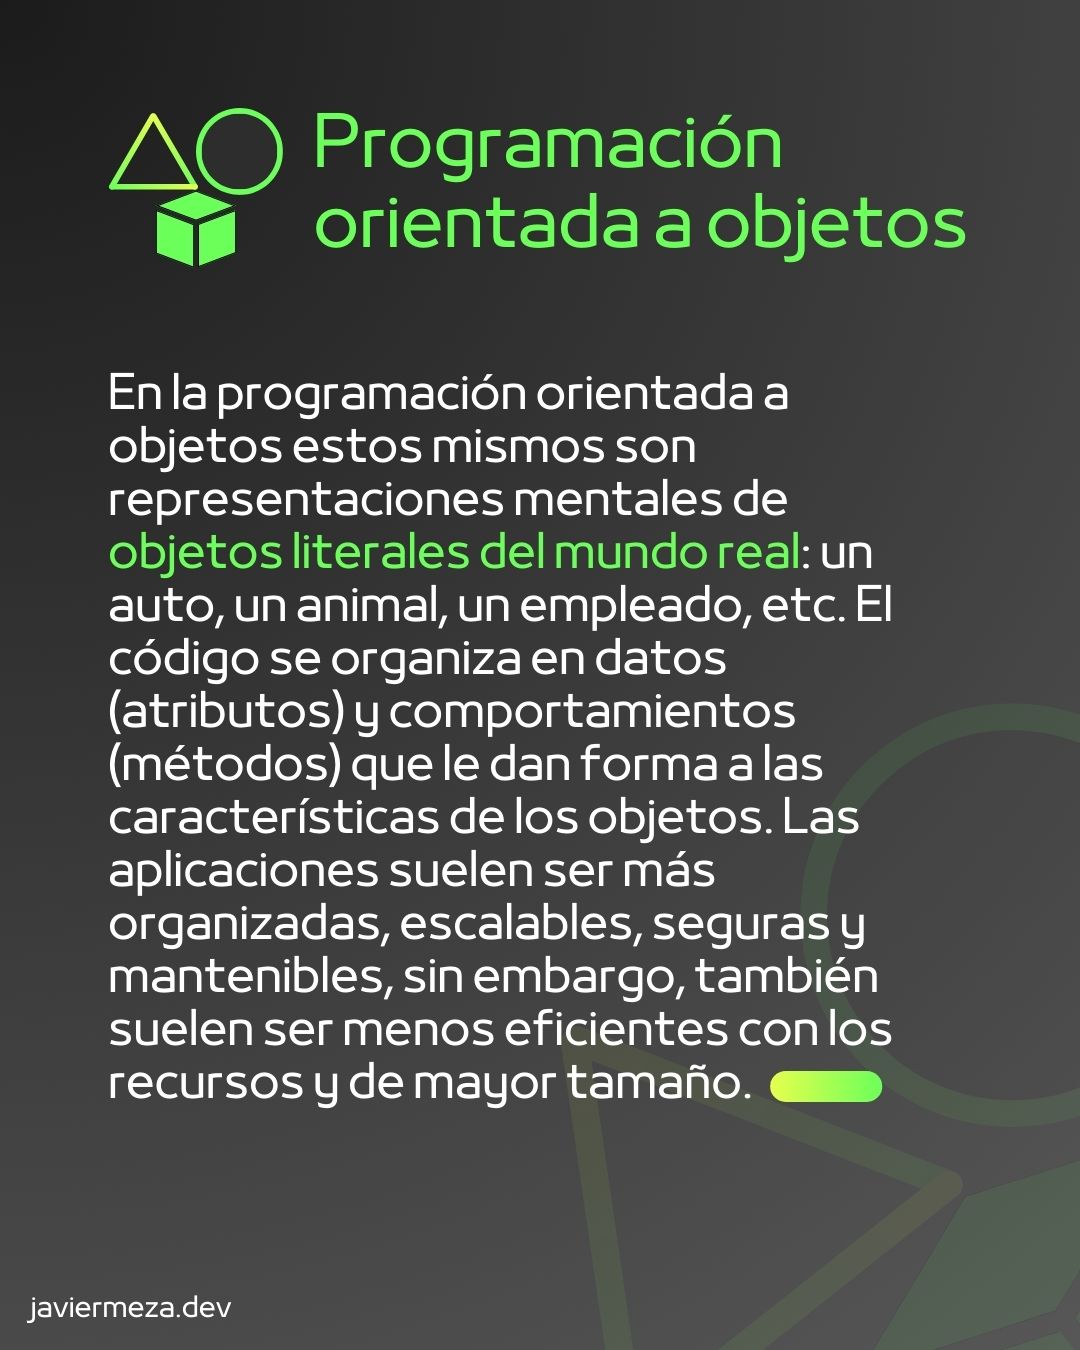 Programación
orientada a objetos
En la programación orientada a
objetos estos mismos son
representaciones mentales de
objetos literales del mundo real: un
auto, un animal, un empleado, etc. El
código se organiza en datos
(atributos) y comportamientos
(métodos) que le dan forma a las
características de los objetos. Las
aplicaciones suelen ser más
organizadas, escalables, seguras y
mantenibles, sin embargo, también
suelen ser menos eficientes con los
recursos y de mayor tamaño.
javiermeza.dev